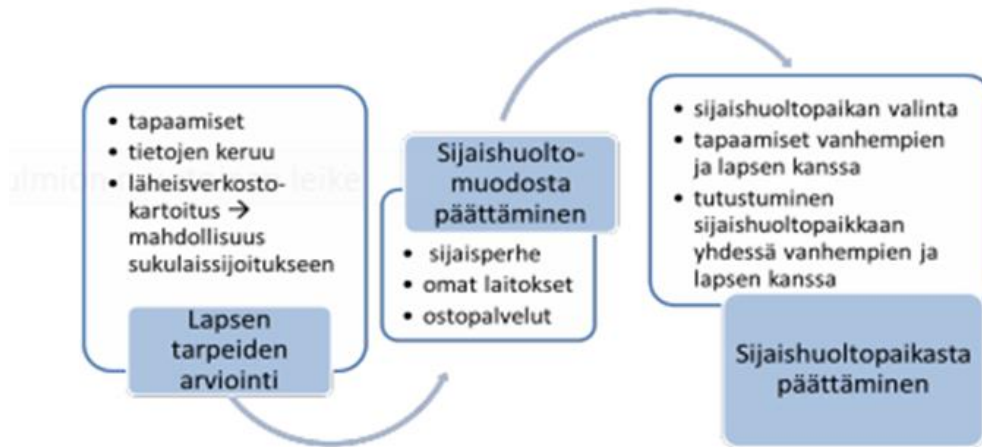 • tapaamiset
• tietojen keruu
• läheisverkosto-
kartoitus →
mahdollisuus
sukulaissijoitukseen
Lapsen
tarpeiden
arviointi
Sijaishuolto-
muodosta
päättäminen
• sijaisperhe
• omat laitokset
• ostopalvelut
• sijaishuoltopaikan valinta
• tapaamiset vanhempien
ja lapsen kanssa
• tutustuminen
sijaishuoltopaikkaan
yhdessä vanhempien ja
lapsen kanssa
Sijaishuoltopaikasta
päättäminen